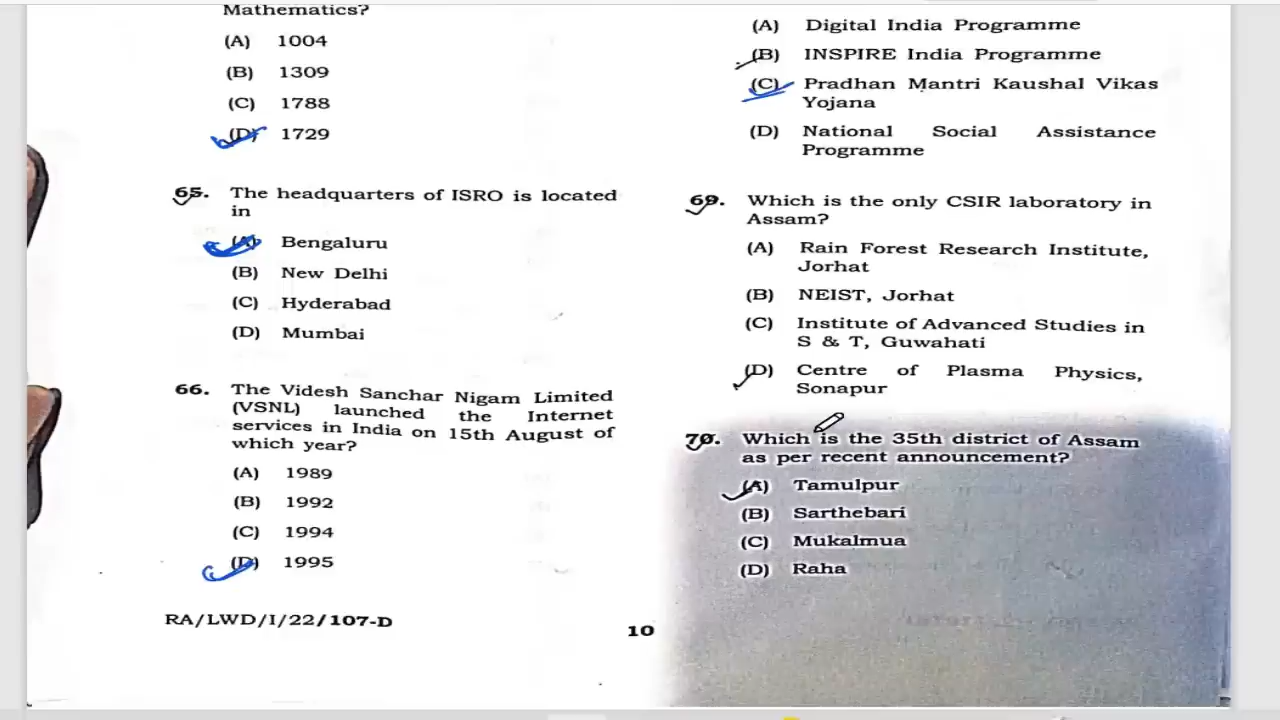 Mathematics?
(A) 1004
(B) 1309
(C) 1788
(D) 1729
65. The headquarters of ISRO is located
in
(A) Bengaluru
(B) New Delhi
(C) Hyderabad
(D) Mumbai
66. The Videsh Sanchar Nigam Limited
(VSNL) launched the Internet
services in India on 15th August of
which year?
(A) 1989
(B) 1992
(C) 1994
(D) 1995
RA/LWD/I/22/107-D
10
(A) Digital India Programme
(B) INSPIRE India Programme
(C) Pradhan Mantri Kaushal Vikas
Yojana
(D) National Social Assistance
Programme
69. Which is the only CSIR laboratory in
Assam?
(A) Rain Forest Research Institute,
Jorhat
(B) NEIST, Jorhat
(C) Institute of Advanced Studies in
S & T, Guwahati
(D) Centre of Plasma Physics,
Sonapur
70. Which is the 35th district of Assam
as per recent announcement?
(A) Tamulpur
(B) Sarthebari
(C) Mukalmua
(D) Raha